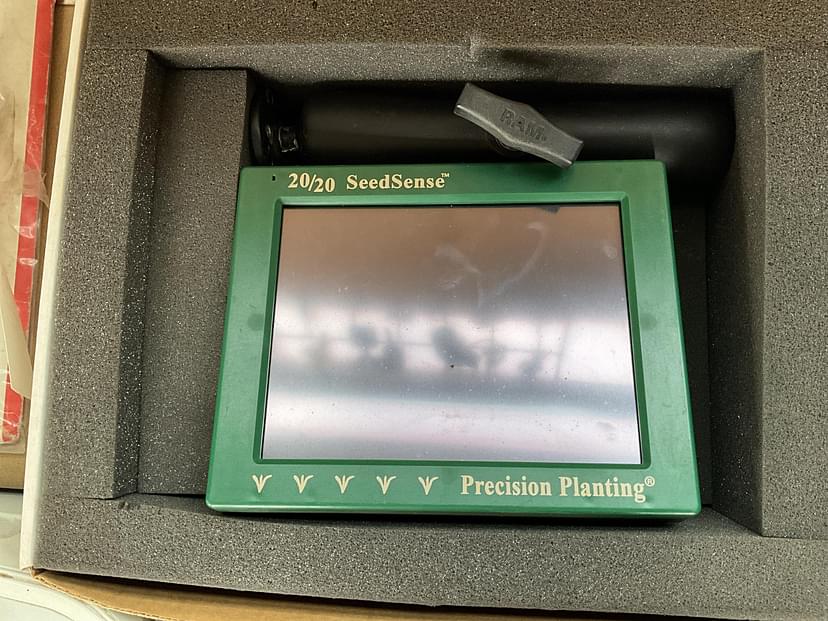 RAM
20/20 SeedSense™
Precision Planting®